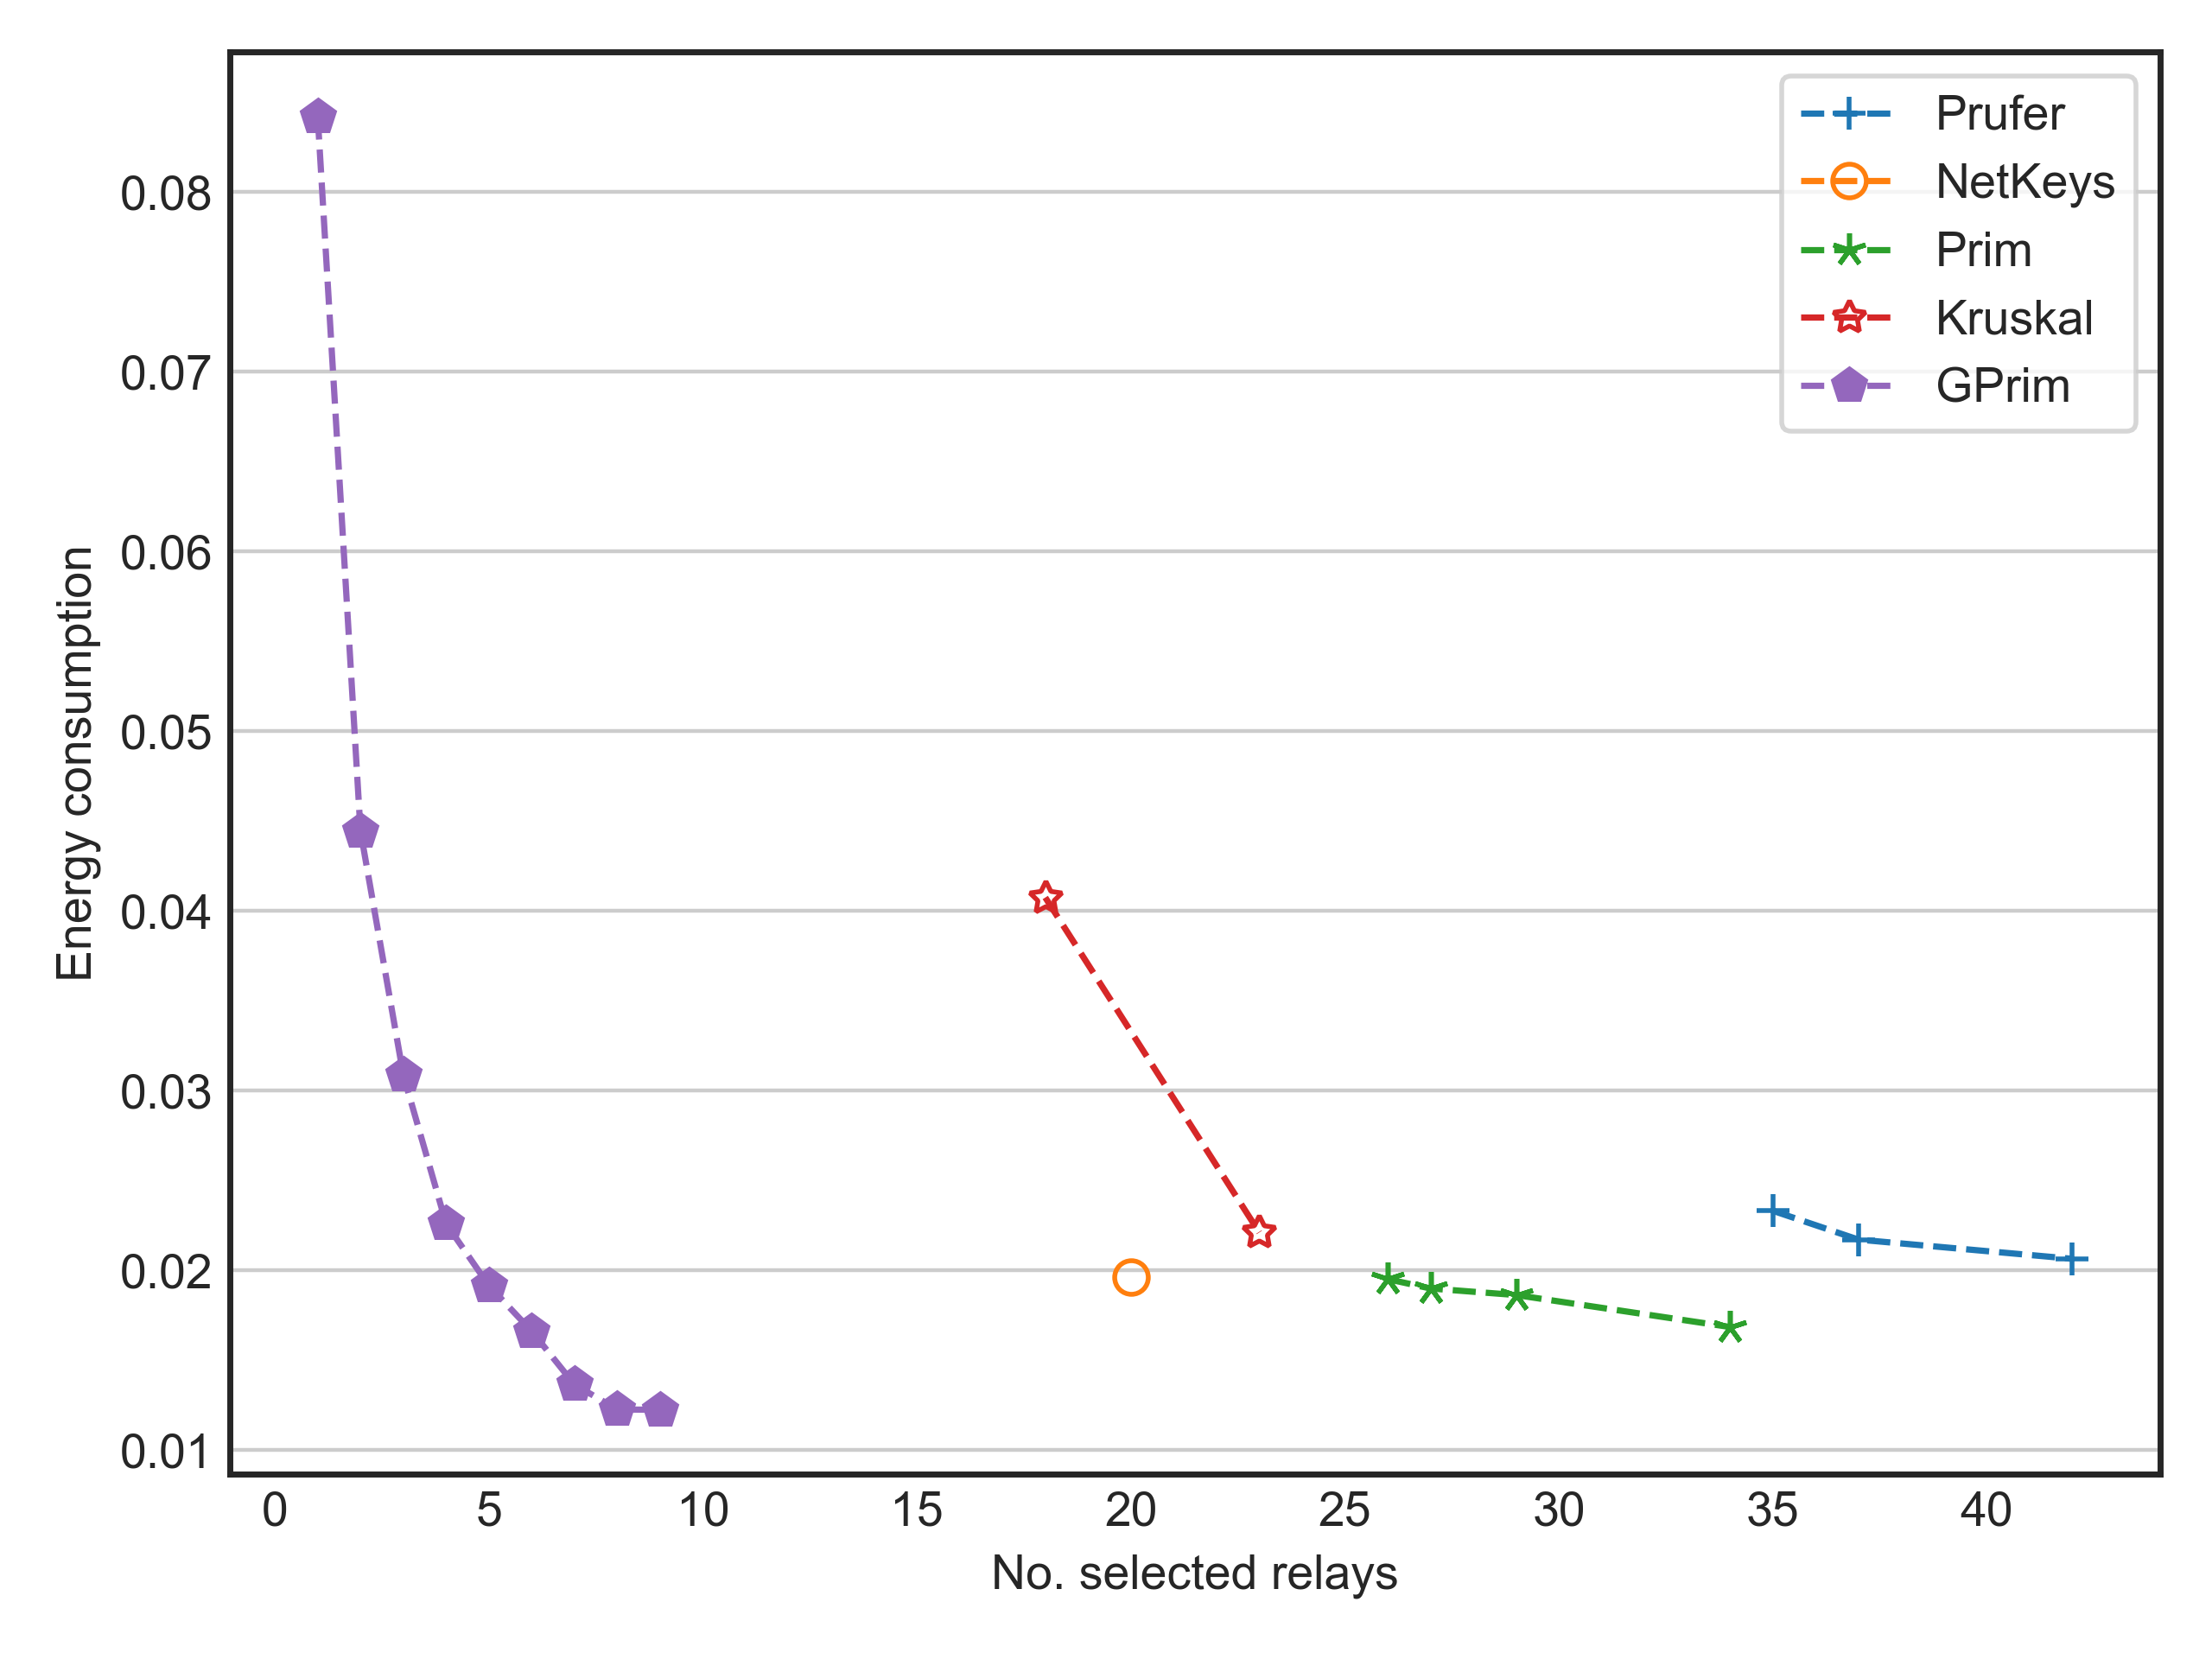 Prufer
NetKeys
Prim
Kruskal
GPrim
Energy consumption
0.08
0.07
0.06
0.05
0.04
0.03
0.02
0.01
0 5 10 15 20 25 30 35 40
No. selected relays